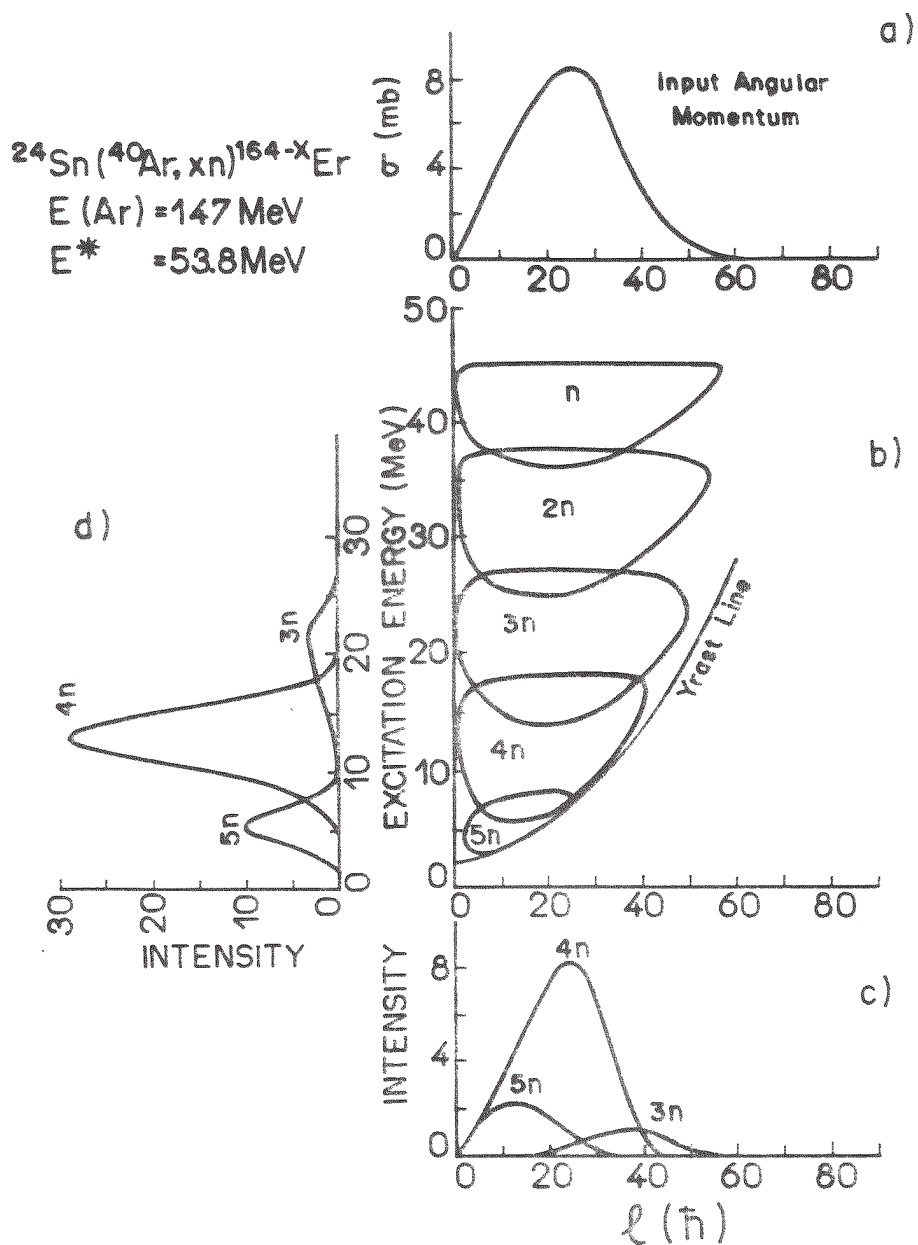 a)
Input Angular
Momentum
σ (mb)
8
4
0
0 20 40 60 80
²⁴Sn(⁴⁰Ar,xn)¹⁶⁴⁻ˣEr
E (Ar) =147 MeV
E* =53.8MeV
b)
EXCITATION ENERGY (MeV)
50
40
30
20
10
0
n
2n
3n
4n
5n
Yrast Line
0 20 40 60 80
d)
3n
4n
5n
30
20
10
0
30 20 10 0
INTENSITY
c)
INTENSITY
8
4
0
4n
5n
3n
0 20 40 60 80
ℓ (ħ)